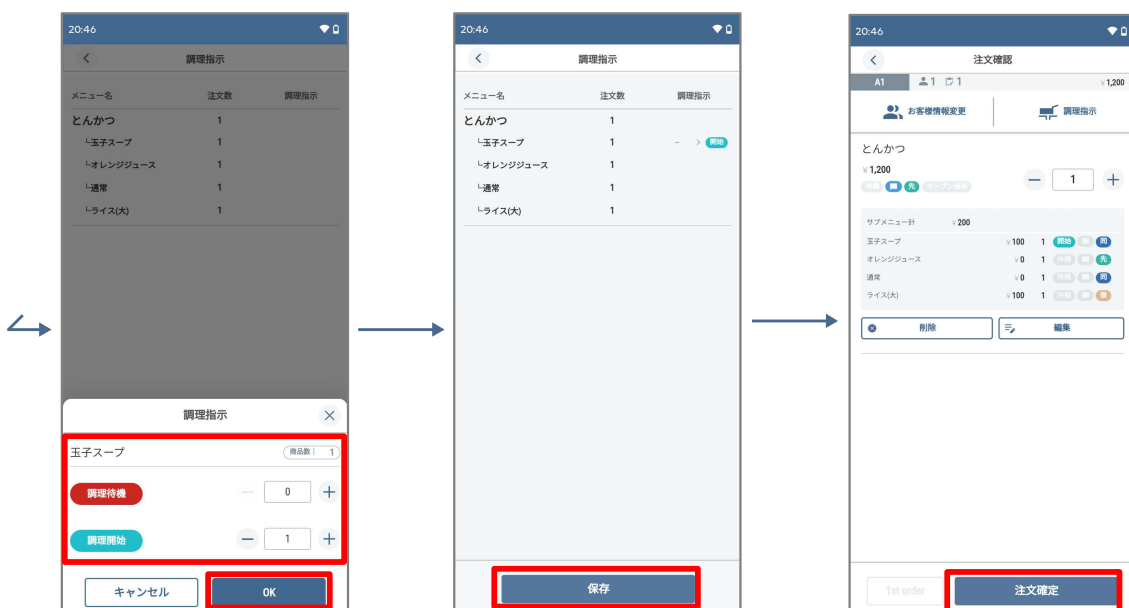 20:46
調理指示
メニュー名 注文数 調理指示
とんかつ 1
└玉子スープ 1
└オレンジジュース 1
└通常 1
└ライス(大) 1
調理指示
玉子スープ 商品数 1
調理待機 0
調理開始 1
キャンセル OK
20:46
調理指示
メニュー名 注文数 調理指示
とんかつ 1
└玉子スープ 1 - > 開始
└オレンジジュース 1
└通常 1
└ライス(大) 1
保存
20:46
注文確認
A1 1 1 ¥1,200
お客様情報変更 調理指示
とんかつ
¥1,200
先 オープン価格 1
サブメニュー計 ¥200
玉子スープ ¥100 1 開始 同
オレンジジュース ¥0 1 先
通常 ¥0 1 同
ライス(大) ¥100 1
削除 編集
1st order 注文確定